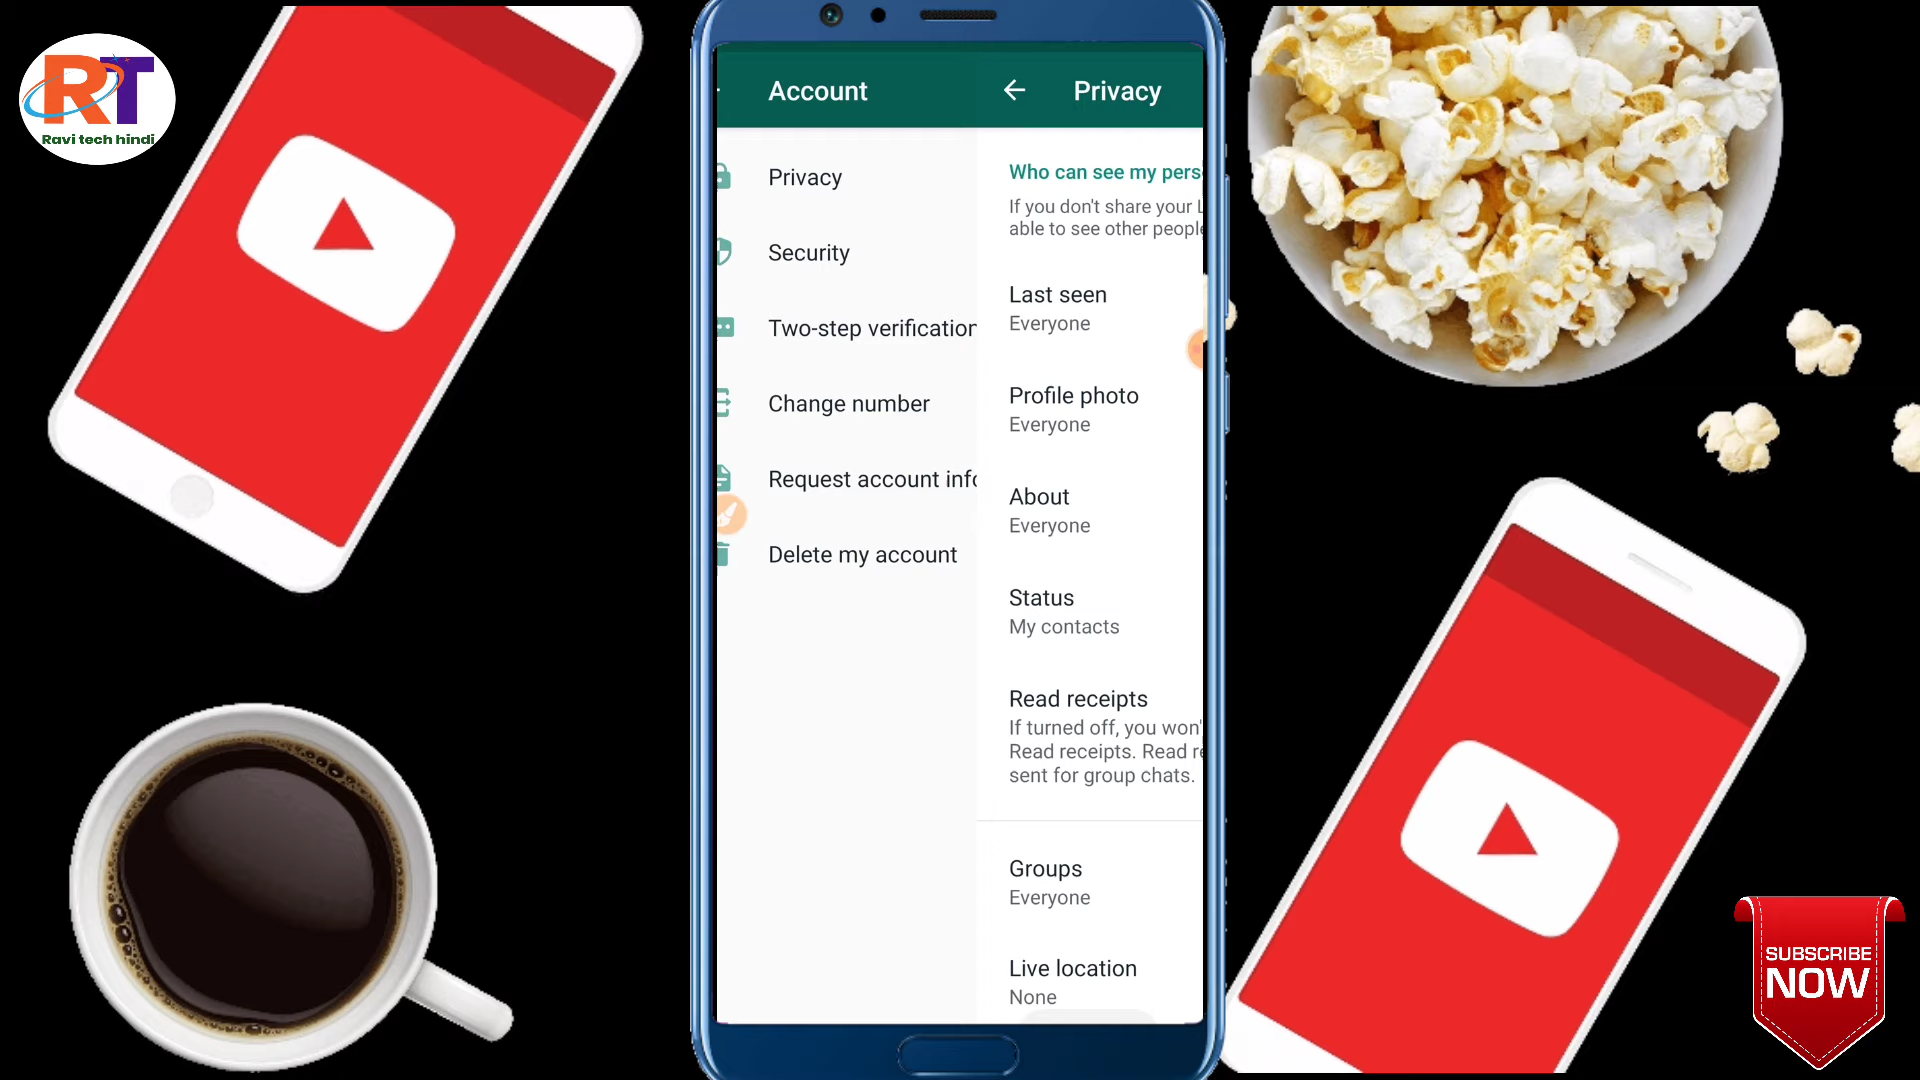 RT
Ravi tech hindi
Account
Privacy
Security
Two-step verification
Change number
Request account info
Delete my account
Privacy
Who can see my pers
If you don't share your L
able to see other people
Last seen
Everyone
Profile photo
Everyone
About
Everyone
Status
My contacts
Read receipts
If turned off, you won'
Read receipts. Read re
sent for group chats.
Groups
Everyone
Live location
None
SUBSCRIBE
NOW